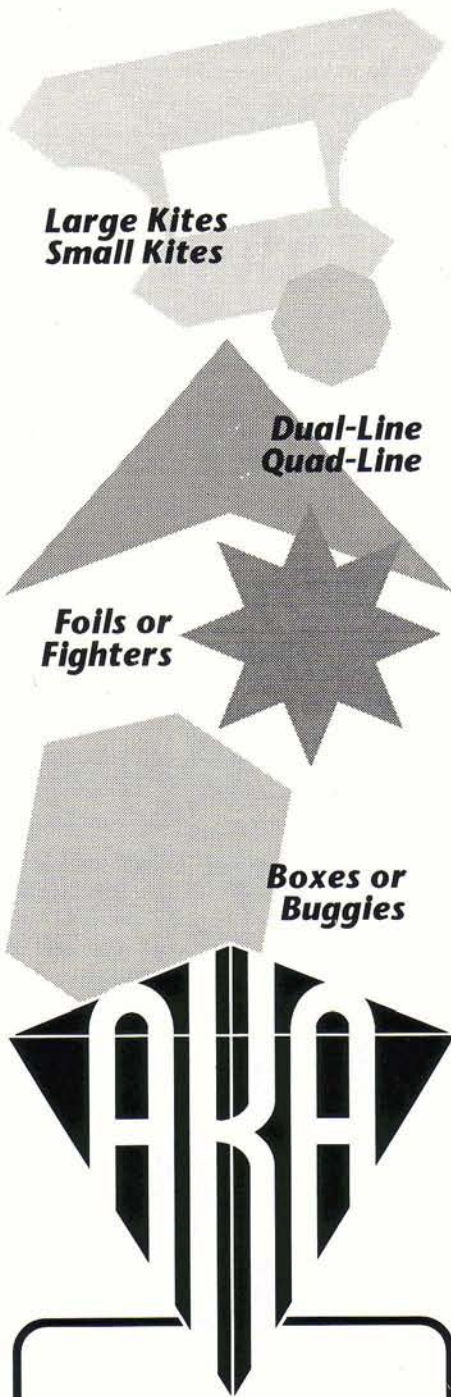 Large Kites
Small Kites
Dual-Line
Quad-Line
Foils or
Fighters
Boxes or
Buggies
AKA